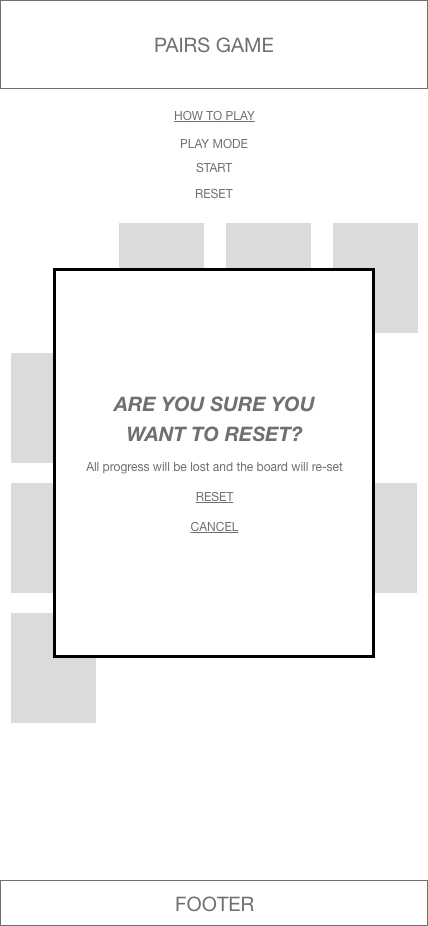 PAIRS GAME
HOW TO PLAY
PLAY MODE
START
RESET
ARE YOU SURE YOU
WANT TO RESET?
All progress will be lost and the board will re-set
RESET
CANCEL
FOOTER